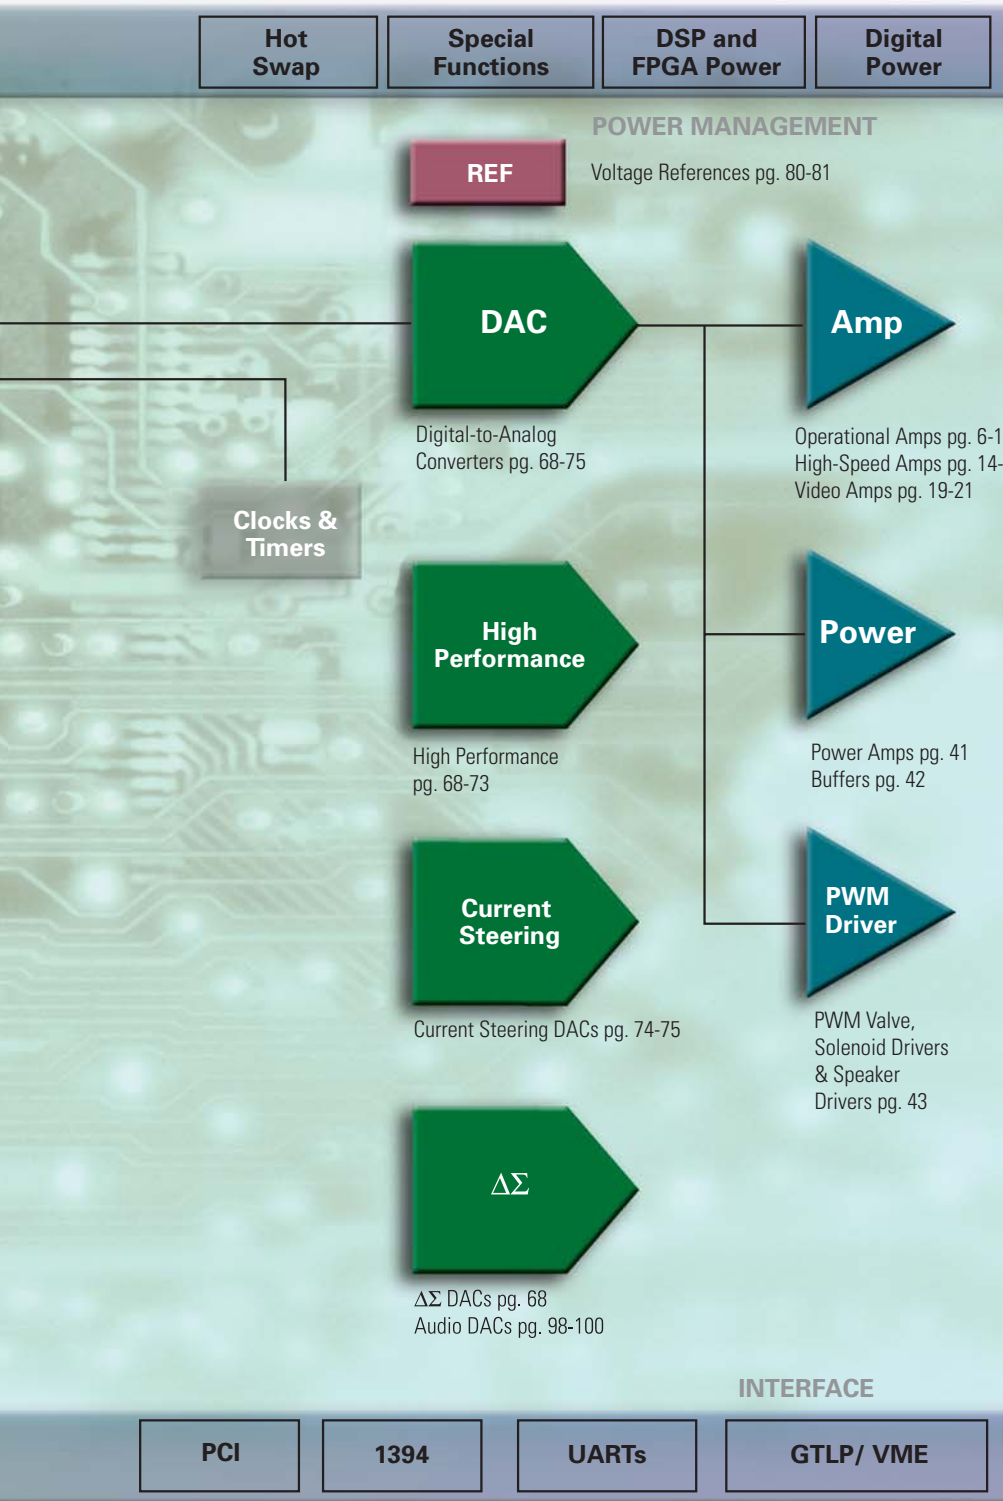 Hot
Swap
Special
Functions
DSP and
FPGA Power
Digital
Power
POWER MANAGEMENT
REF
Voltage References pg. 80-81
DAC
Digital-to-Analog
Converters pg. 68-75
Amp
Operational Amps pg. 6-1
High-Speed Amps pg. 14-
Video Amps pg. 19-21
Clocks &
Timers
High
Performance
High Performance
pg. 68-73
Power
Power Amps pg. 41
Buffers pg. 42
Current
Steering
Current Steering DACs pg. 74-75
PWM
Driver
PWM Valve,
Solenoid Drivers
& Speaker
Drivers pg. 43
ΔΣ
ΔΣ DACs pg. 68
Audio DACs pg. 98-100
INTERFACE
PCI
1394
UARTs
GTLP/ VME